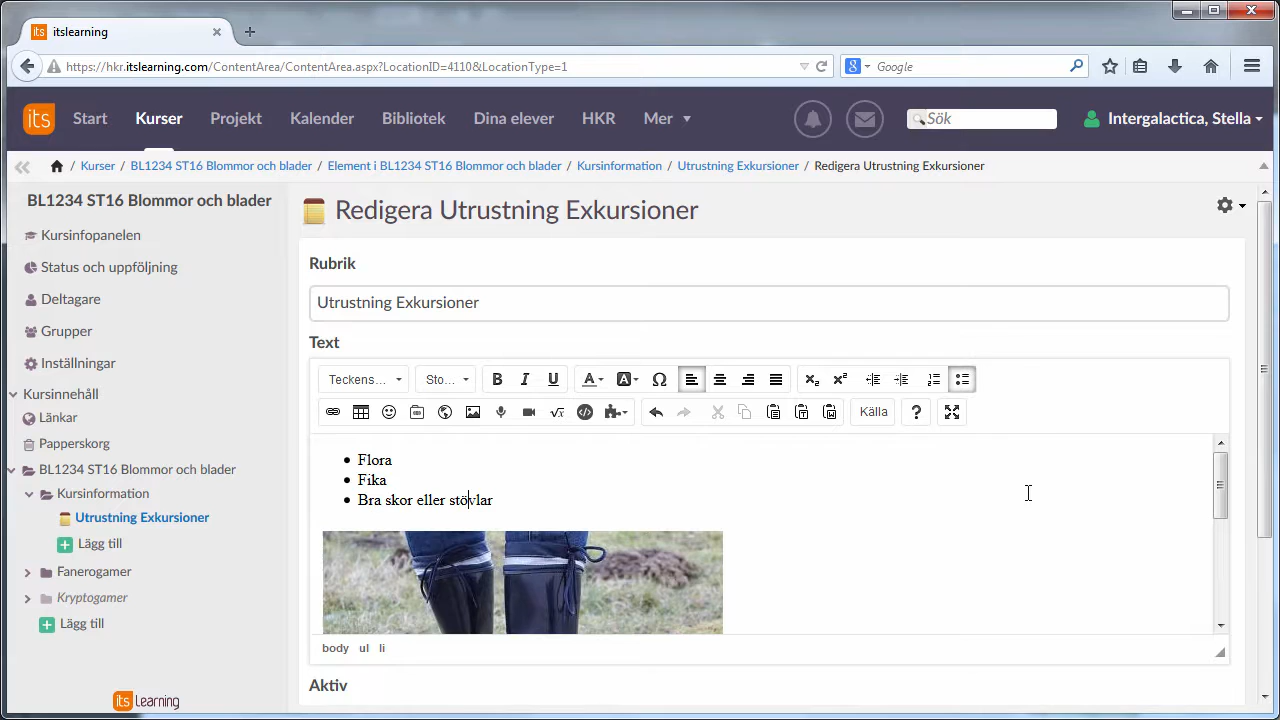 itslearning
https://hkr.itslearning.com/ContentArea/ContentArea.aspx?LocationID=4110&LocationType=1
Google
its
Start
Kurser
Projekt
Kalender
Bibliotek
Dina elever
HKR
Mer
Sök
Intergalactica, Stella
/ Kurser / BL1234 ST16 Blommor och blader / Element i BL1234 ST16 Blommor och blader / Kursinformation / Utrustning Exkursioner / Redigera Utrustning Exkursioner
BL1234 ST16 Blommor och blader
Kursinfopanelen
Status och uppföljning
Deltagare
Grupper
Inställningar
Kursinnehåll
Länkar
Papperskorg
BL1234 ST16 Blommor och blader
Kursinformation
Utrustning Exkursioner
Lägg till
Fanerogamer
Kryptogamer
Lägg till
its Learning
Redigera Utrustning Exkursioner
Rubrik
Utrustning Exkursioner
Text
Teckens...
Sto...
B I U
Källa
Flora
Fika
Bra skor eller stövlar
body ul li
Aktiv